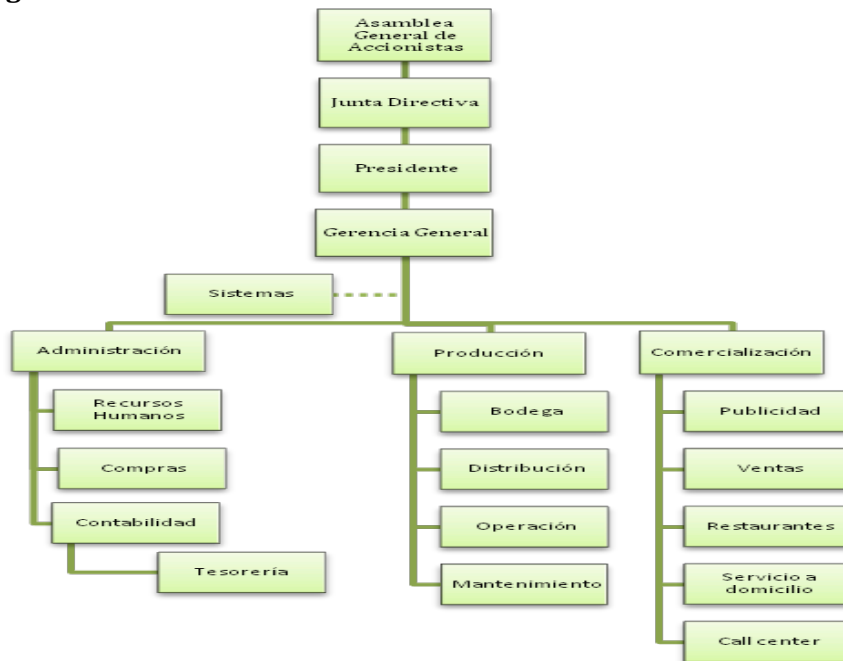 g
Asamblea
General de
Accionistas
Junta Directiva
Presidente
Gerencia General
Sistemas
Administración
Recursos
Humanos
Compras
Contabilidad
Tesorería
Producción
Bodega
Distribución
Operación
Mantenimiento
Comercialización
Publicidad
Ventas
Restaurantes
Servicio a
domicilio
Call center